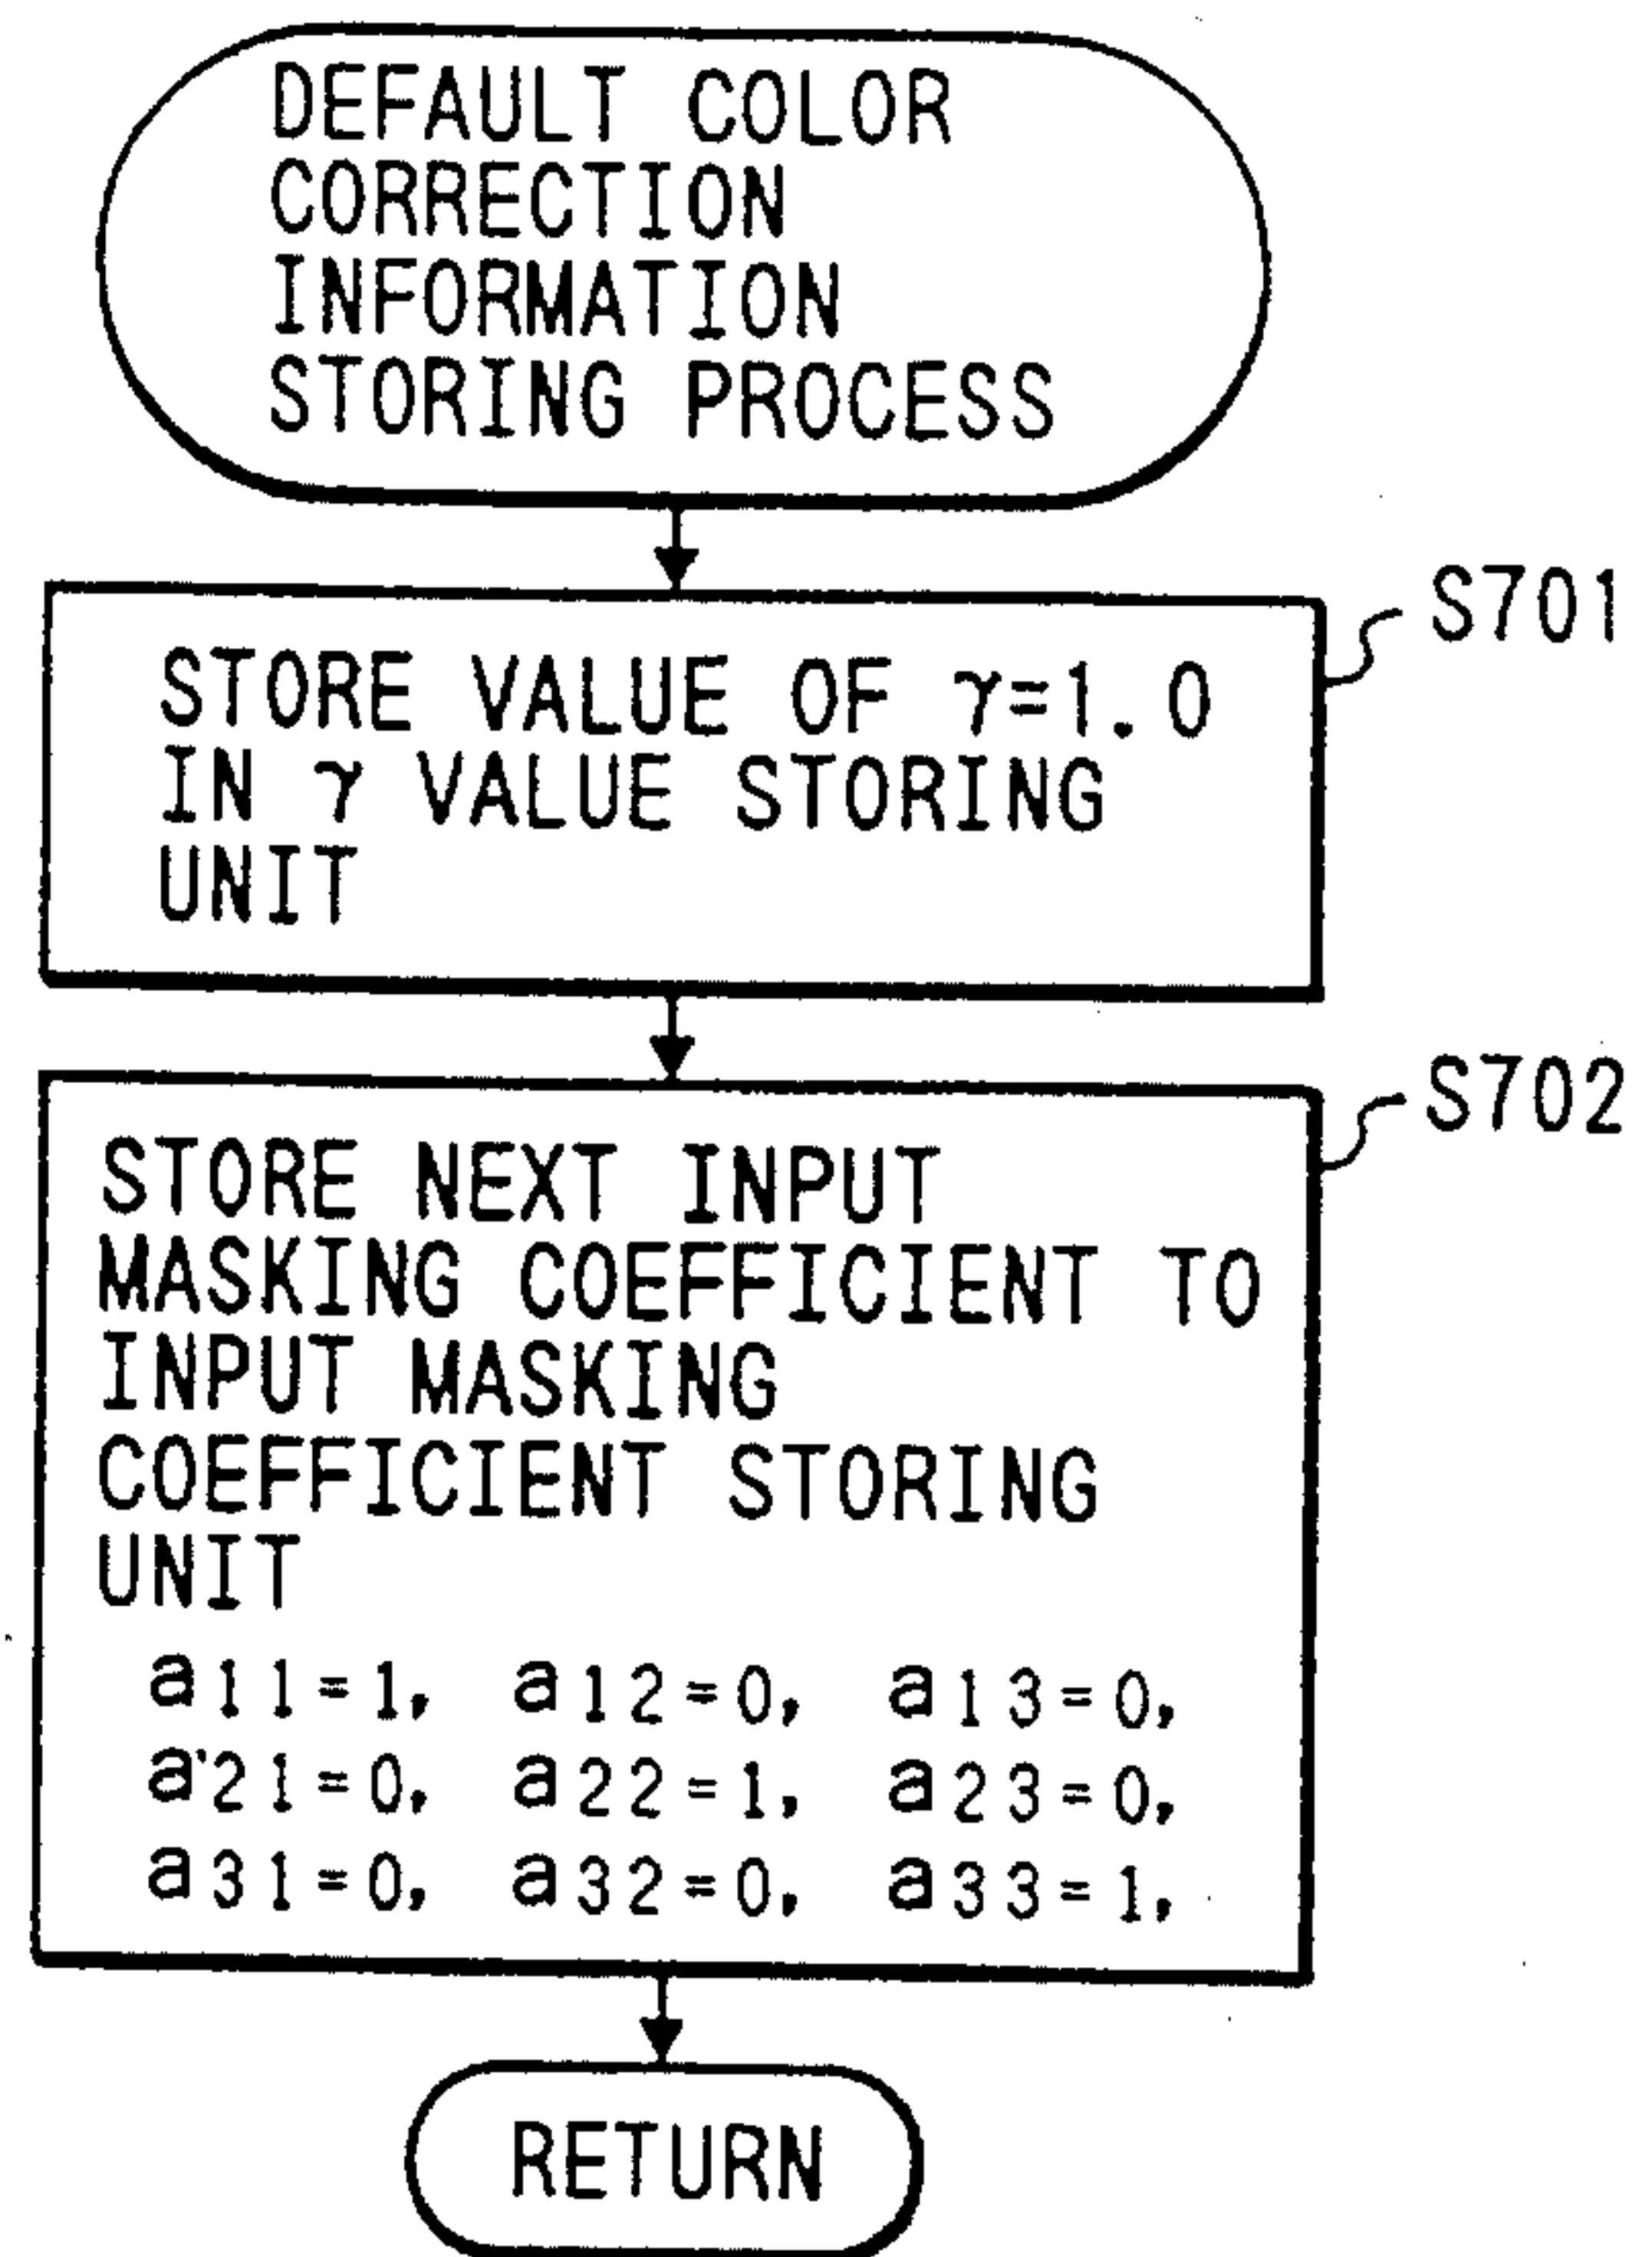 DEFAULT COLOR
CORRECTION
INFORMATION
STORING PROCESS
S701
STORE VALUE OF γ=1.0
IN γ VALUE STORING
UNIT
S702
STORE NEXT INPUT
MASKING COEFFICIENT TO
INPUT MASKING
COEFFICIENT STORING
UNIT
a11=1, a12=0, a13=0,
a21=0, a22=1, a23=0,
a31=0, a32=0, a33=1,
RETURN